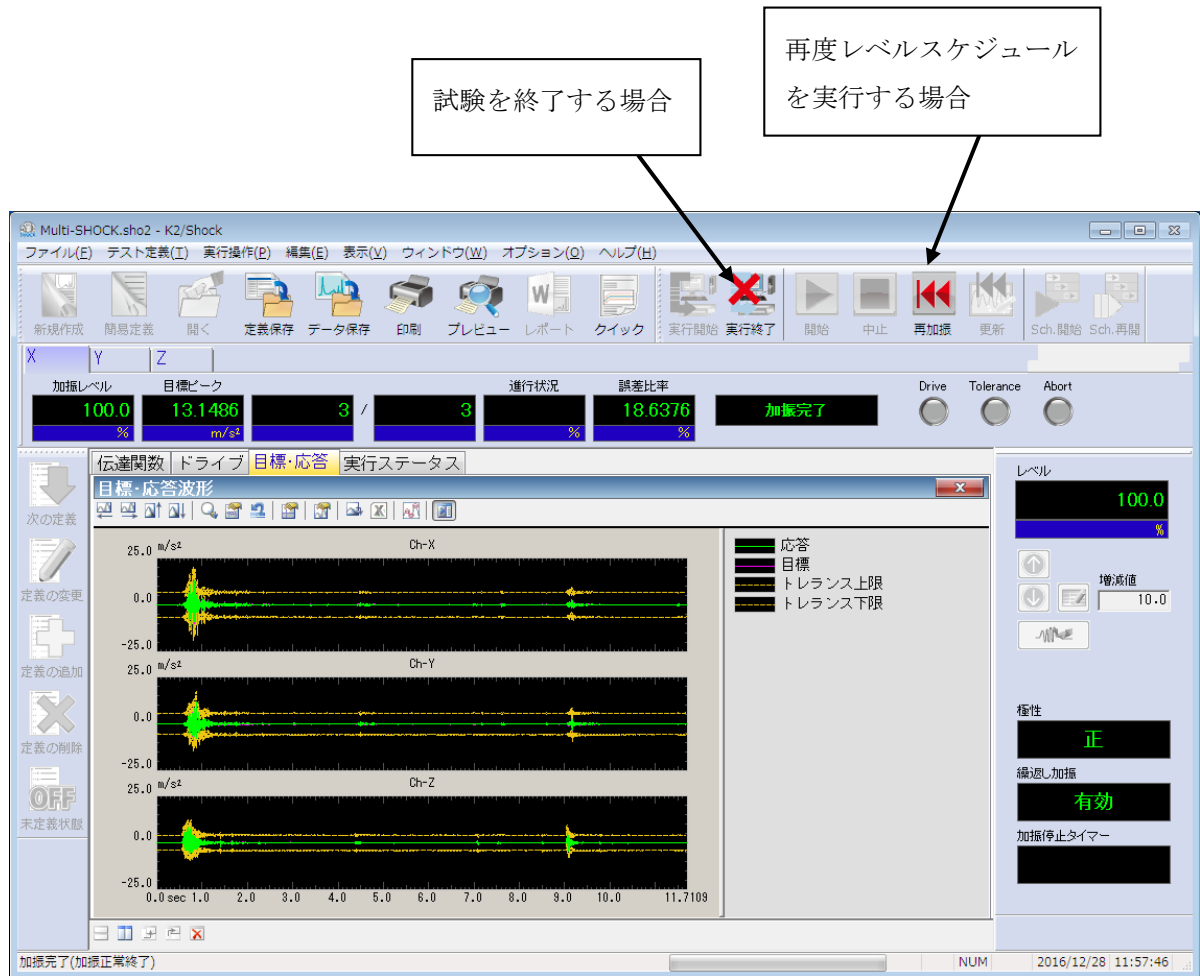 再度レベルスケジュール
を実行する場合
試験を終了する場合
Multi-SHOCK.sho2 - K2/Shock
ファイル(F) テスト定義(T) 実行操作(P) 編集(E) 表示(V) ウィンドウ(W) オプション(O) ヘルプ(H)
新規作成 簡易定義 開く 定義保存 データ保存 印刷 プレビュー レポート クイック 実行開始 実行終了 開始 中止 再加振 更新 Sch.開始 Sch.再開
X Y Z
加振レベル 目標ピーク 進行状況 誤差比率 Drive Tolerance Abort
100.0 13.1486 3 / 3 18.6376 加振完了
% m/s² % %
伝達関数 ドライブ 目標・応答 実行ステータス
目標・応答波形
次の定義
定義の変更
定義の追加
定義の削除
OFF
未定義状態
25.0 m/s² Ch-X
0.0
-25.0
25.0 m/s² Ch-Y
0.0
-25.0
25.0 m/s² Ch-Z
0.0
-25.0
0.0 sec 1.0 2.0 3.0 4.0 5.0 6.0 7.0 8.0 9.0 10.0 11.7109
応答
目標
トレランス上限
トレランス下限
レベル
100.0
%
増減値
10.0
極性
正
繰返し加振
有効
加振停止タイマー
加振完了(加振正常終了) NUM 2016/12/28 11:57:46